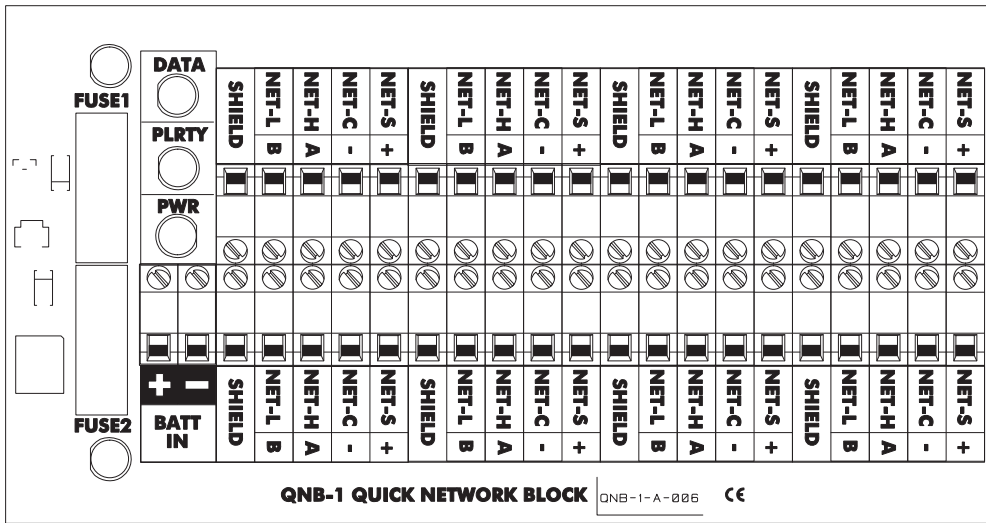 DATA
FUSE1
PLRTY
PWR
SHIELD NET-L NET-H NET-C NET-S SHIELD NET-L NET-H NET-C NET-S SHIELD NET-L NET-H NET-C NET-S SHIELD NET-L NET-H NET-C NET-S
B A - + B A - + B A - + B A - +
+ -
BATT
IN
FUSE2
SHIELD NET-L NET-H NET-C NET-S SHIELD NET-L NET-H NET-C NET-S SHIELD NET-L NET-H NET-C NET-S SHIELD NET-L NET-H NET-C NET-S
B A - + B A - + B A - + B A - +
QNB-1 QUICK NETWORK BLOCK QNB-1-A-006 CE